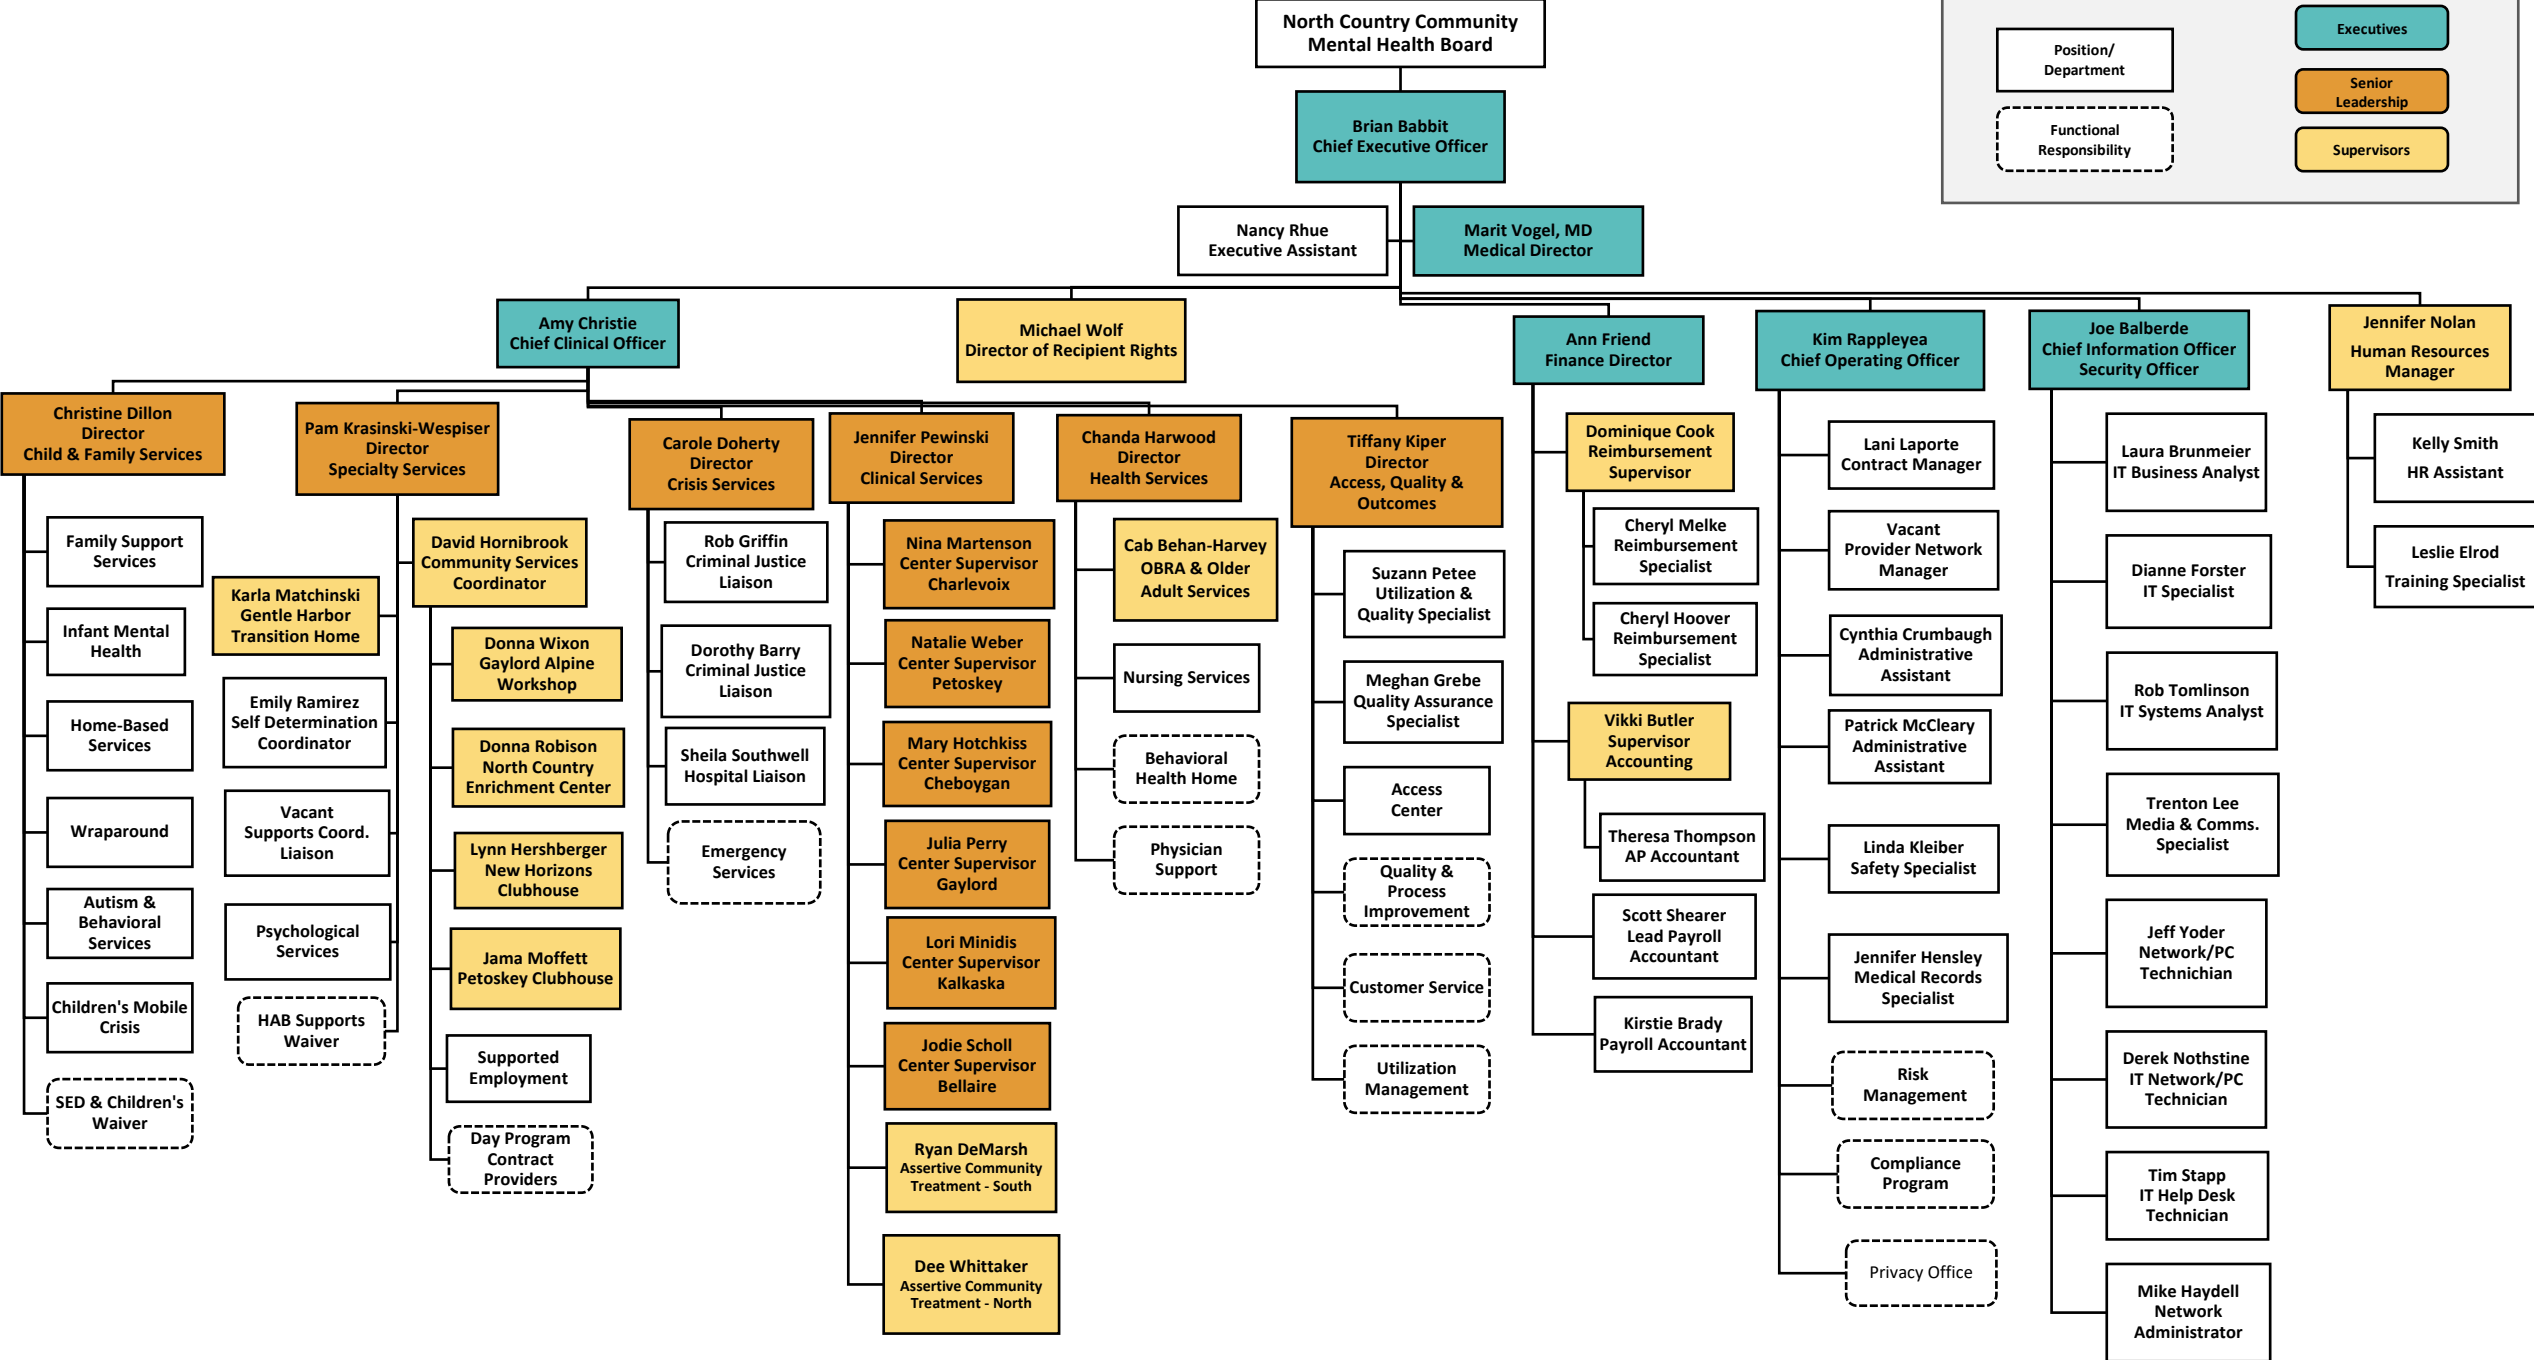 North Country Community
Mental Health Board
Position/
Department
Functional
Responsibility
Executives
Senior
Leadership
Supervisors
Brian Babbit
Chief Executive Officer
Nancy Rhue
Executive Assistant
Marit Vogel, MD
Medical Director
Amy Christie
Chief Clinical Officer
Michael Wolf
Director of Recipient Rights
Ann Friend
Finance Director
Kim Rappleyea
Chief Operating Officer
Joe Balberde
Chief Information Officer
Security Officer
Jennifer Nolan
Human Resources
Manager
Christine Dillon
Director
Child & Family Services
Family Support
Services
Infant Mental
Health
Home-Based
Services
Wraparound
Autism &
Behavioral
Services
Children's Mobile
Crisis
SED & Children's
Waiver
Pam Krasinski-Wespiser
Director
Specialty Services
Karla Matchinski
Gentle Harbor
Transition Home
Emily Ramirez
Self Determination
Coordinator
Vacant
Supports Coord.
Liaison
Psychological
Services
HAB Supports
Waiver
David Hornibrook
Community Services
Coordinator
Donna Wixon
Gaylord Alpine
Workshop
Donna Robison
North Country
Enrichment Center
Lynn Hershberger
New Horizons
Clubhouse
Jama Moffett
Petoskey Clubhouse
Supported
Employment
Day Program
Contract
Providers
Carole Doherty
Director
Crisis Services
Rob Griffin
Criminal Justice
Liaison
Dorothy Barry
Criminal Justice
Liaison
Sheila Southwell
Hospital Liaison
Emergency
Services
Jennifer Pewinski
Director
Clinical Services
Nina Martenson
Center Supervisor
Charlevoix
Natalie Weber
Center Supervisor
Petoskey
Mary Hotchkiss
Center Supervisor
Cheboygan
Julia Perry
Center Supervisor
Gaylord
Lori Minidis
Center Supervisor
Kalkaska
Jodie Scholl
Center Supervisor
Bellaire
Ryan DeMarsh
Assertive Community
Treatment - South
Dee Whittaker
Assertive Community
Treatment - North
Chanda Harwood
Director
Health Services
Cab Behan-Harvey
OBRA & Older
Adult Services
Nursing Services
Behavioral
Health Home
Physician
Support
Tiffany Kiper
Director
Access, Quality &
Outcomes
Suzann Petee
Utilization &
Quality Specialist
Meghan Grebe
Quality Assurance
Specialist
Access
Center
Quality &
Process
Improvement
Customer Service
Utilization
Management
Dominique Cook
Reimbursement
Supervisor
Cheryl Melke
Reimbursement
Specialist
Cheryl Hoover
Reimbursement
Specialist
Vikki Butler
Supervisor
Accounting
Theresa Thompson
AP Accountant
Scott Shearer
Lead Payroll
Accountant
Kirstie Brady
Payroll Accountant
Lani Laporte
Contract Manager
Vacant
Provider Network
Manager
Cynthia Crumbaugh
Administrative
Assistant
Patrick McCleary
Administrative
Assistant
Linda Kleiber
Safety Specialist
Jennifer Hensley
Medical Records
Specialist
Risk
Management
Compliance
Program
Privacy Office
Laura Brunmeier
IT Business Analyst
Dianne Forster
IT Specialist
Rob Tomlinson
IT Systems Analyst
Trenton Lee
Media & Comms.
Specialist
Jeff Yoder
Network/PC
Technichian
Derek Nothstine
IT Network/PC
Technician
Tim Stapp
IT Help Desk
Technician
Mike Haydell
Network
Administrator
Kelly Smith
HR Assistant
Leslie Elrod
Training Specialist